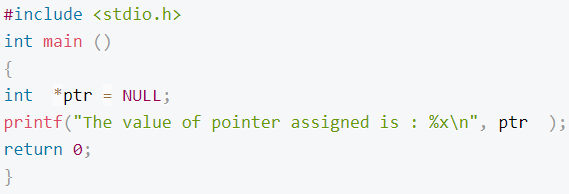 #include <stdio.h>
int main ()
{
int  *ptr = NULL;
printf("The value of pointer assigned is : %x\n", ptr  );
return 0;
}